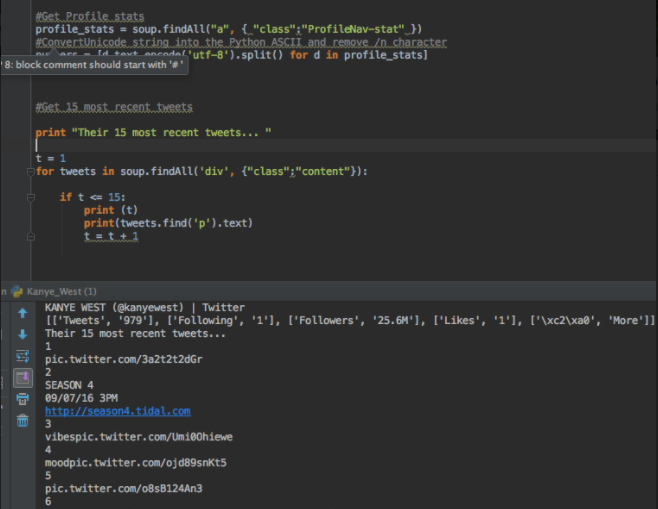 #Get Profile stats
profile_stats = soup.findAll("a", { "class":"ProfileNav-stat" })
#ConvertUnicode string into the Python ASCII and remove /n character
= [d.text.encode('utf-8').split() for d in profile_stats]
8: block comment should start with '# '
#Get 15 most recent tweets
print "Their 15 most recent tweets... "
t = 1
for tweets in soup.findAll('div', {"class":"content"}):
if t <= 15:
print (t)
print(tweets.find('p').text)
t = t + 1
n Kanye_West (1)
KANYE WEST (@kanyewest) | Twitter
[['Tweets', '979'], ['Following', '1'], ['Followers', '25.6M'], ['Likes', '1'], ['\xc2\xa0', 'More']]
Their 15 most recent tweets...
1
pic.twitter.com/3a2t2t2dGr
2
SEASON 4
09/07/16 3PM
http://season4.tidal.com
3
vibespic.twitter.com/Umi0Ohiewe
4
moodpic.twitter.com/ojd89snKt5
5
pic.twitter.com/o8sB124An3
6